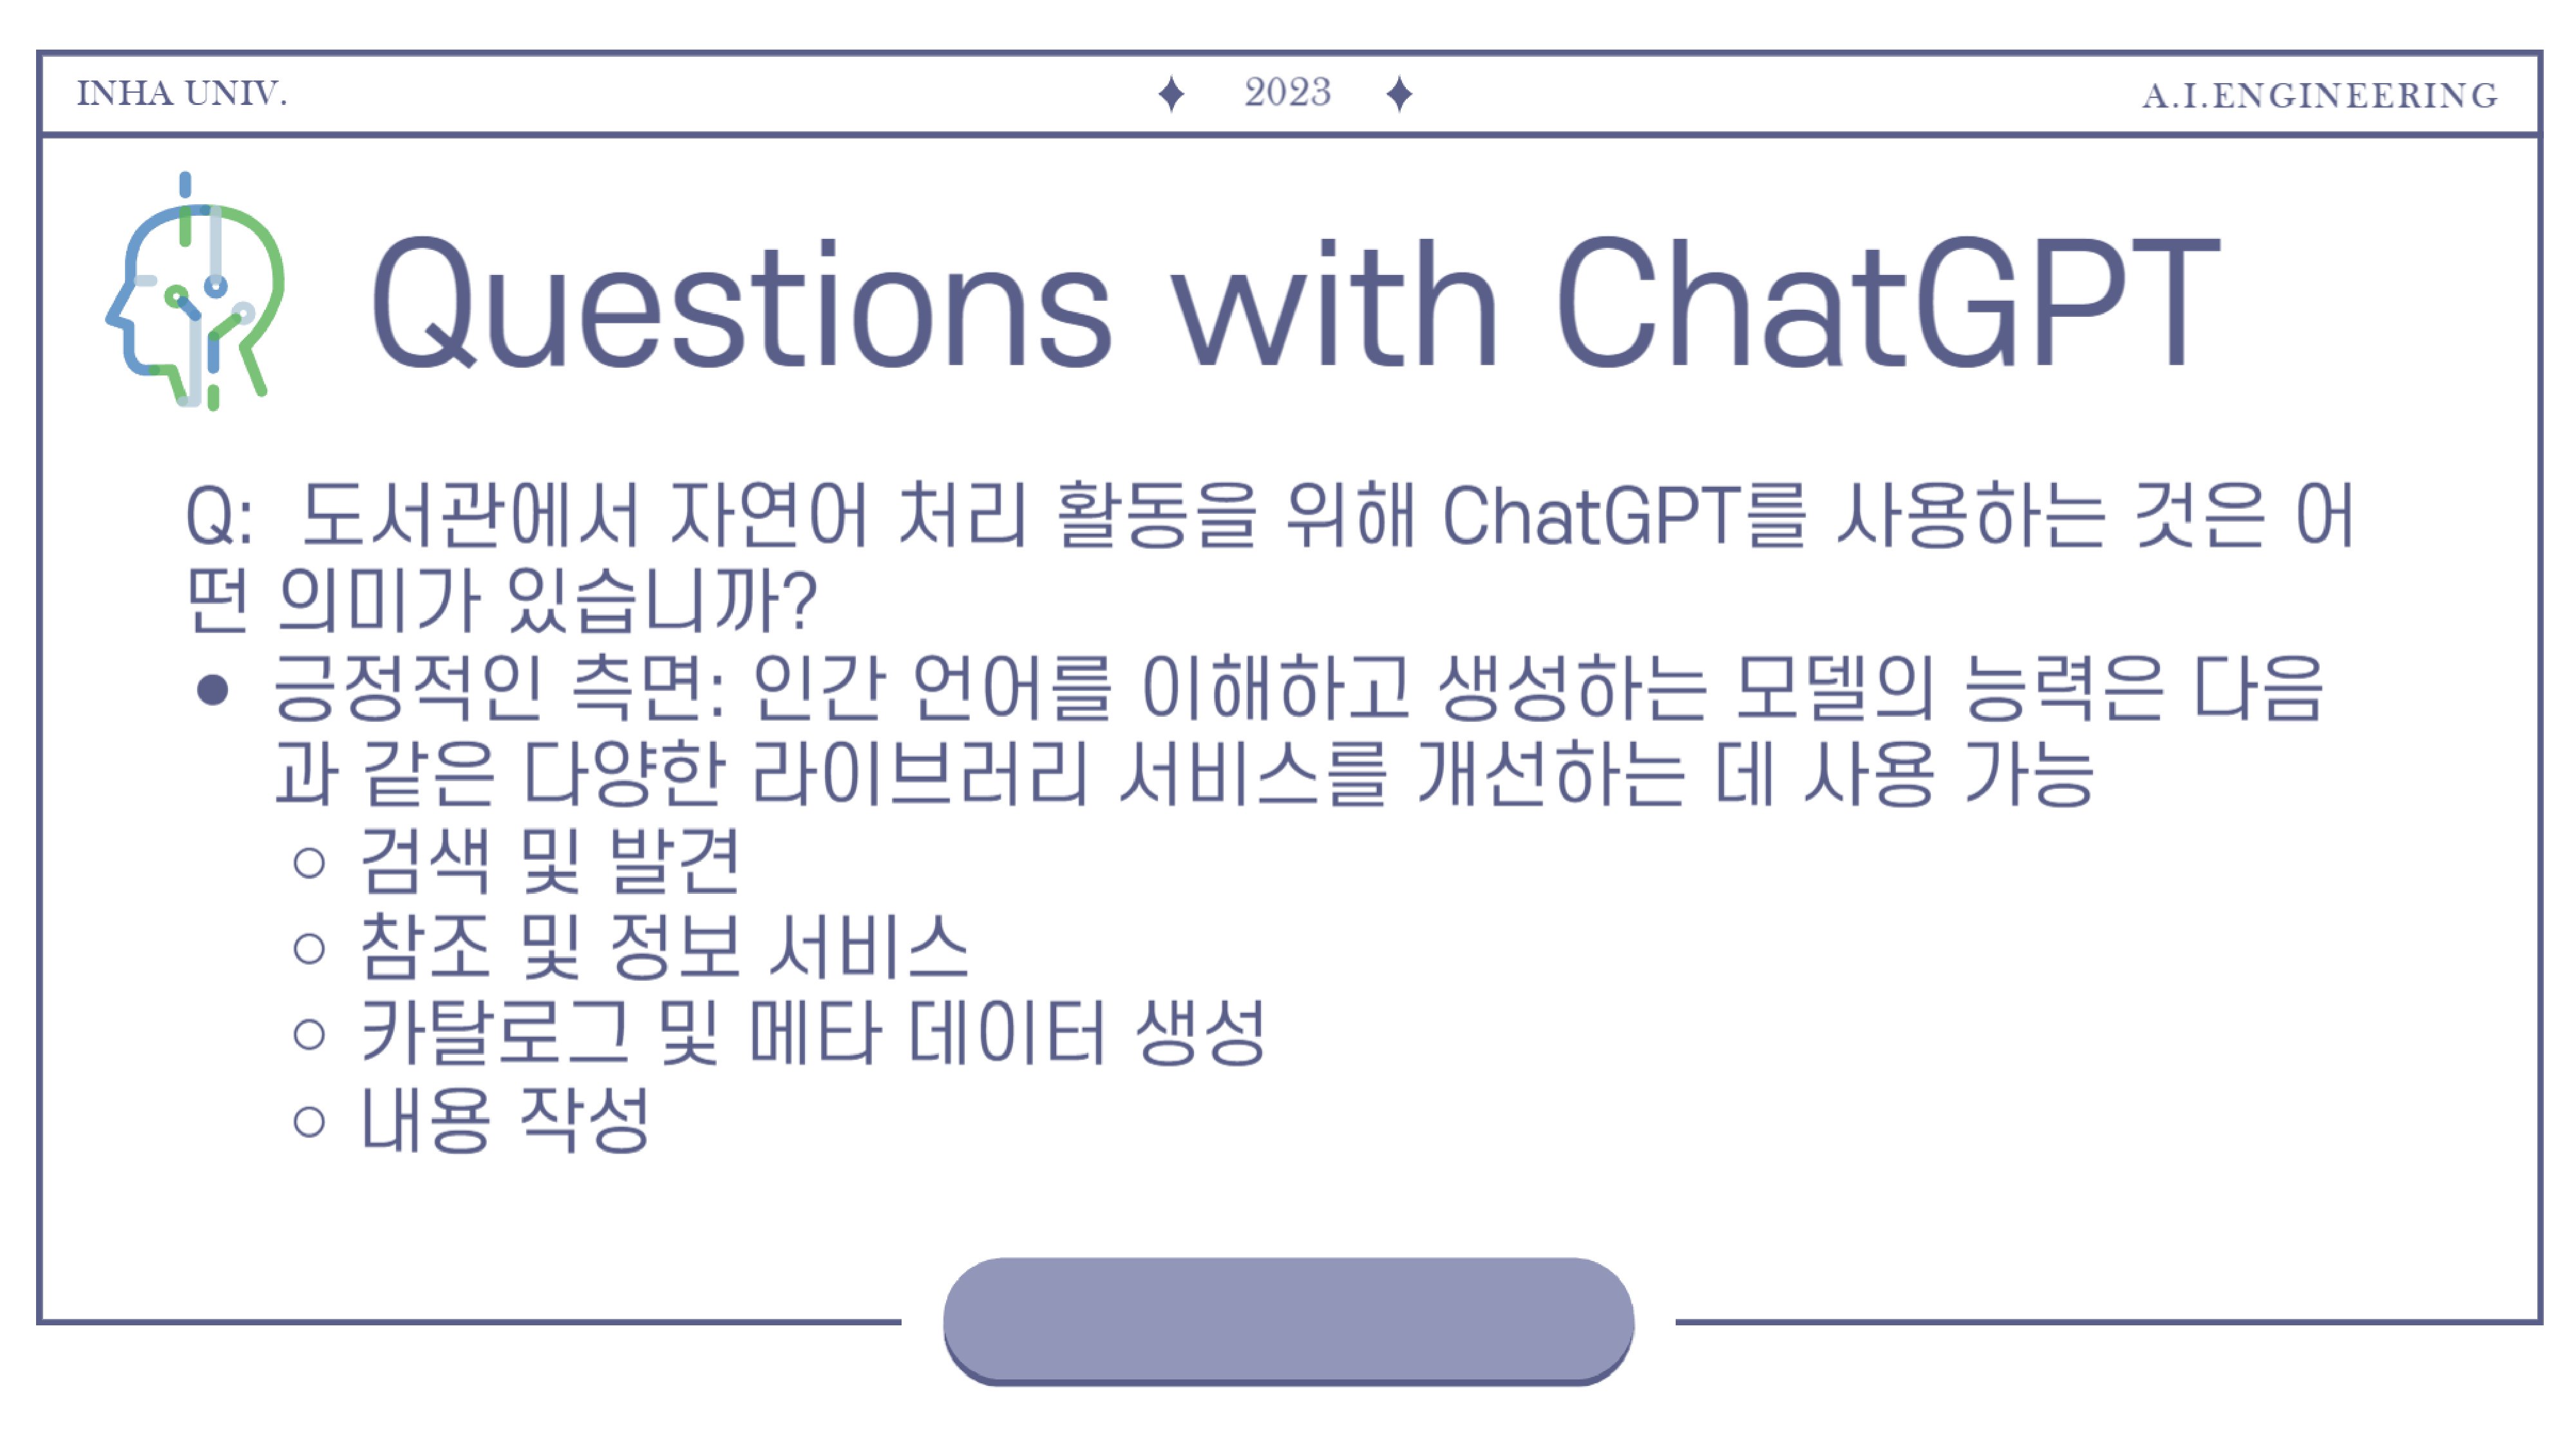 INHA UNIV.
2023
A.I.ENGINEERING
Questions with ChatGPT
Q: 도서관에서 자연어 처리 활동을 위해 ChatGPT를 사용하는 것은 어
떤 의미가 있습니까?
● 긍정적인 측면: 인간 언어를 이해하고 생성하는 모델의 능력은 다음
과 같은 다양한 라이브러리 서비스를 개선하는 데 사용 가능
○ 검색 및 발견
○ 참조 및 정보 서비스
○ 카탈로그 및 메타 데이터 생성
○ 내용 작성